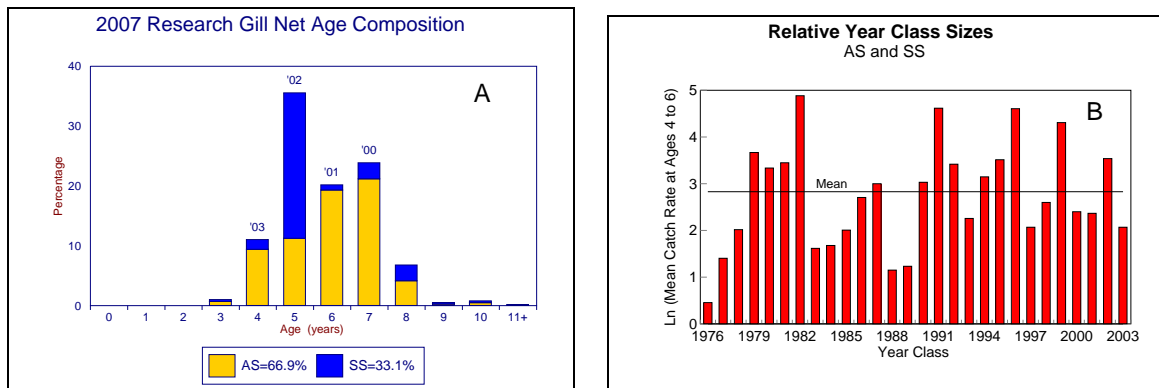 2007 Research Gill Net Age Composition
A
Percentage
40
30
20
10
0
'03
'02
'01
'00
0 1 2 3 4 5 6 7 8 9 10 11+
Age (years)
AS=66.9% SS=33.1%
Relative Year Class Sizes
AS and SS
B
Ln (Mean Catch Rate at Ages 4 to 6)
5
4
3
2
1
0
Mean
1976 1979 1982 1985 1988 1991 1994 1997 2000 2003
Year Class